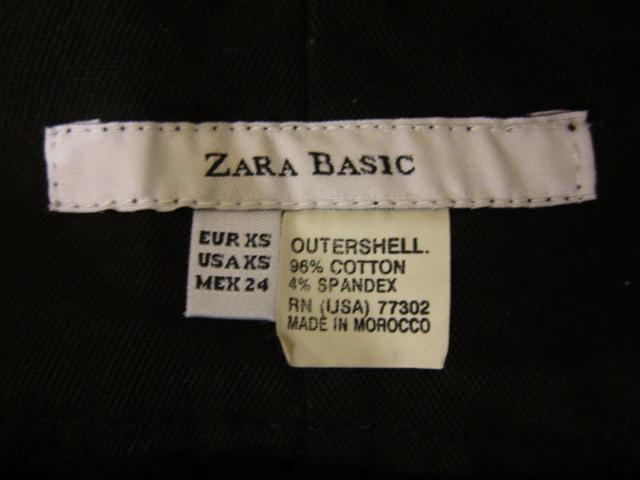 ZARA BASIC
EUR XS
USA XS
MEX 24
OUTERSHELL.
96% COTTON
4% SPANDEX
RN (USA) 77302
MADE IN MOROCCO